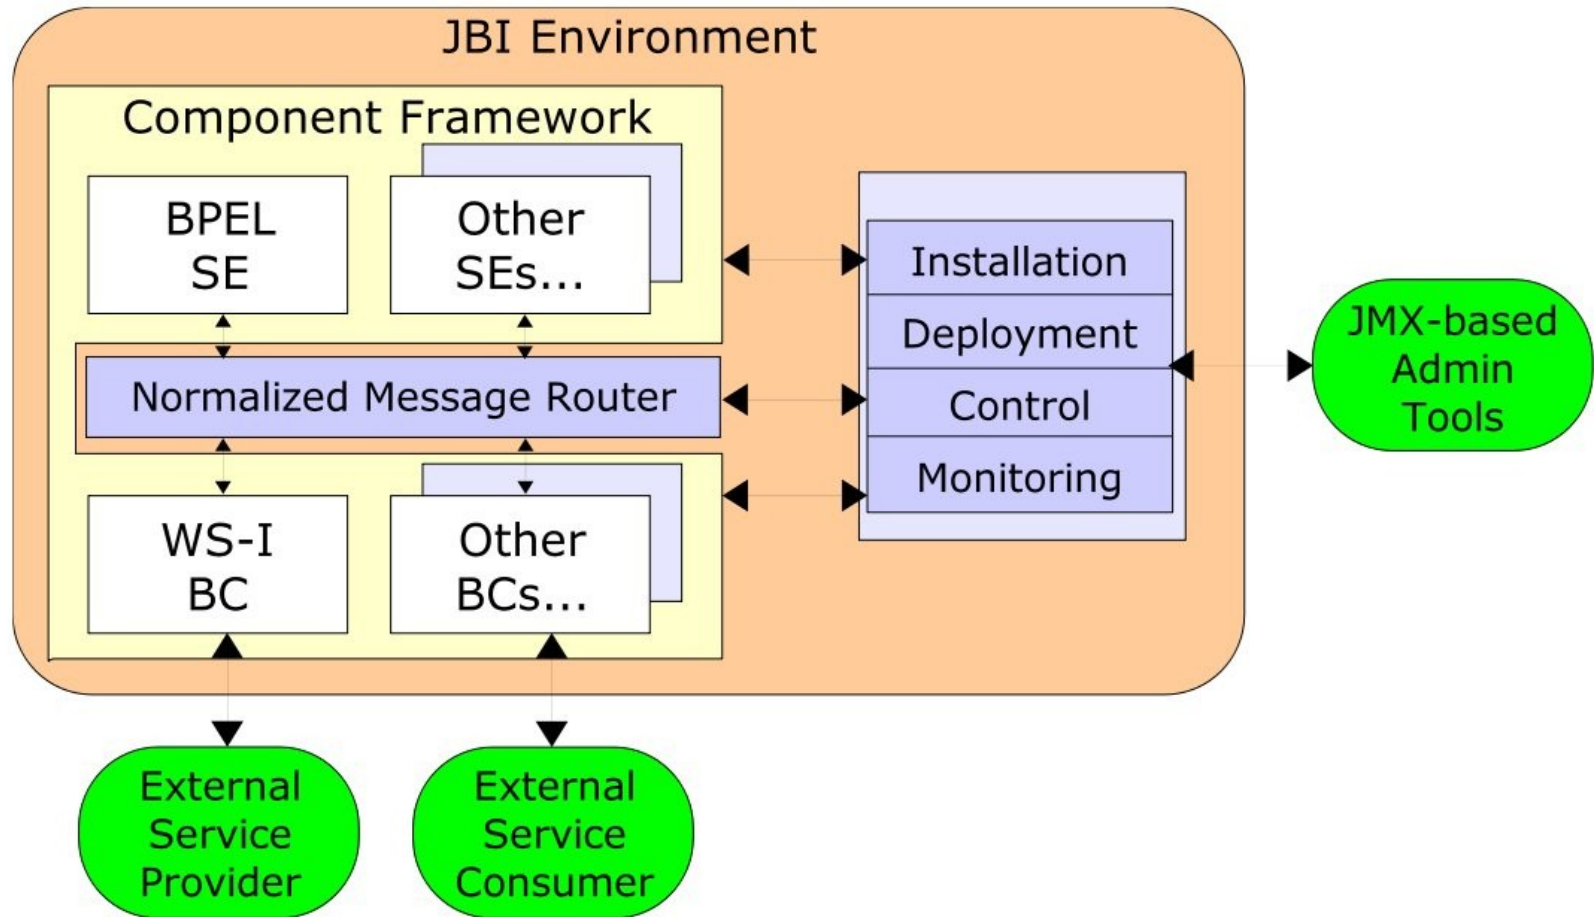 JBI Environment
Component Framework
BPEL
SE
Other
SEs...
Normalized Message Router
WS-I
BC
Other
BCs...
Installation
Deployment
Control
Monitoring
JMX-based
Admin
Tools
External
Service
Provider
External
Service
Consumer